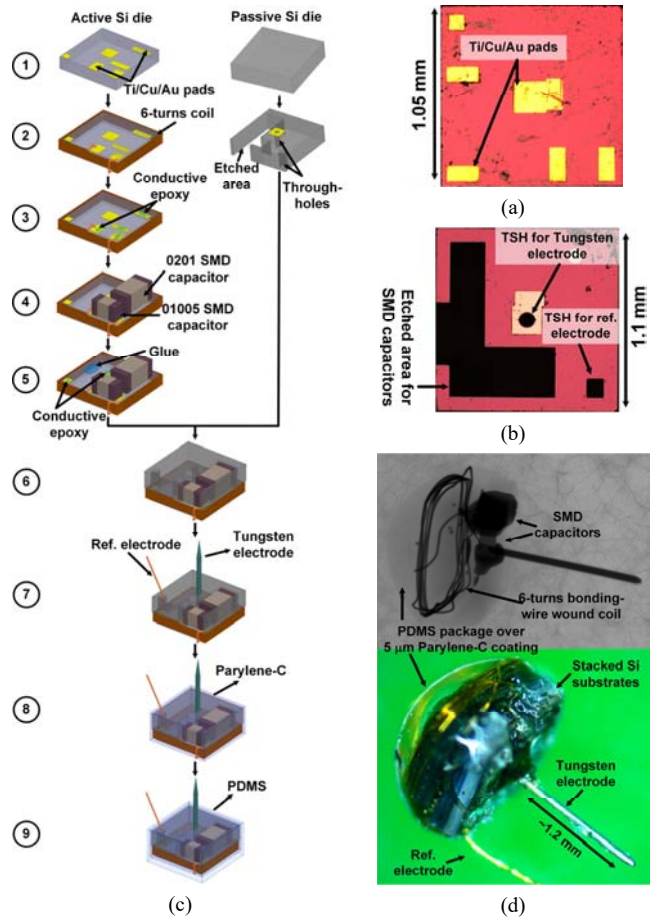 Active Si die
Passive Si die
1
Ti/Cu/Au pads
2
6-turns coil
Etched
area
Through-
holes
Conductive
epoxy
3
0201 SMD
capacitor
4
01005 SMD
capacitor
5
Glue
Conductive
epoxy
6
Ref. electrode
Tungsten
electrode
7
Parylene-C
8
PDMS
9
(c)
Ti/Cu/Au pads
1.05 mm
(a)
TSH for Tungsten
electrode
TSH for ref.
electrode
Etched area for
SMD capacitors
1.1 mm
(b)
SMD
capacitors
6-turns bonding-
wire wound coil
PDMS package over
5 μm Parylene-C coating
Stacked Si
substrates
Tungsten
electrode
~1.2 mm
Ref.
electrode
(d)